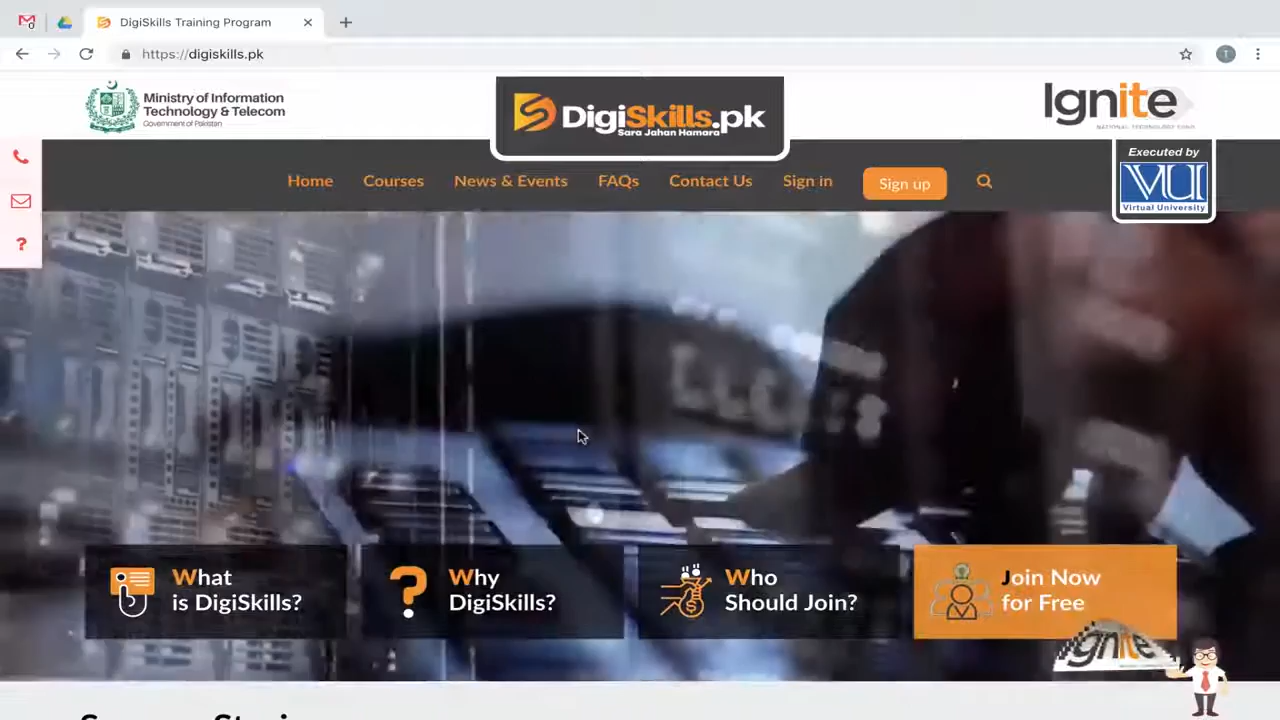 DigiSkills Training Program
https://digiskills.pk
Ministry of Information
Technology & Telecom
Government of Pakistan
DigiSkills.pk
Sara Jahan Hamara
Ignite
NATIONAL TECHNOLOGY FUND
Executed by
VU
Virtual University
Home
Courses
News & Events
FAQs
Contact Us
Sign in
Sign up
?
T
What
is DigiSkills?
Why
DigiSkills?
Who
Should Join?
Join Now
for Free
Ignite